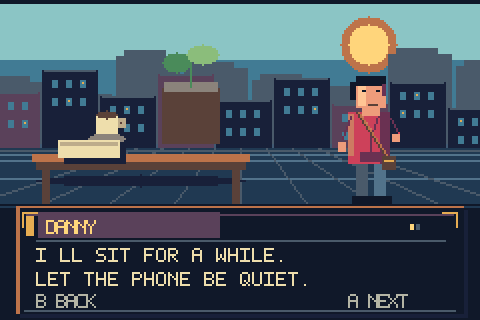 DANNY
I LL SIT FOR A WHILE.
LET THE PHONE BE QUIET.
B BACK A NEXT